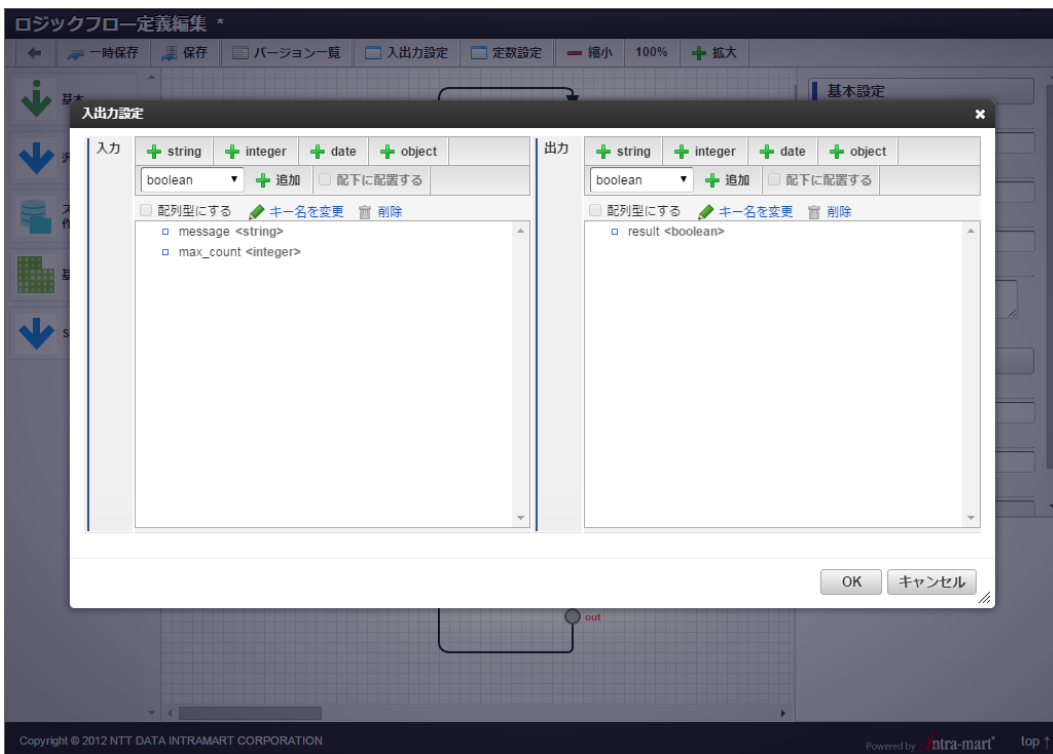 ロジックフロー定義編集 *
一時保存 保存 バージョン一覧 入出力設定 定数設定 縮小 100% 拡大
基本設定
入出力設定
入力
string integer date object
boolean 追加 配下に配置する
配列型にする キー名を変更 削除
message <string>
max_count <integer>
出力
string integer date object
boolean 追加 配下に配置する
配列型にする キー名を変更 削除
result <boolean>
OK キャンセル
out
Copyright © 2012 NTT DATA INTRAMART CORPORATION
Powered by intra-mart
top ↑